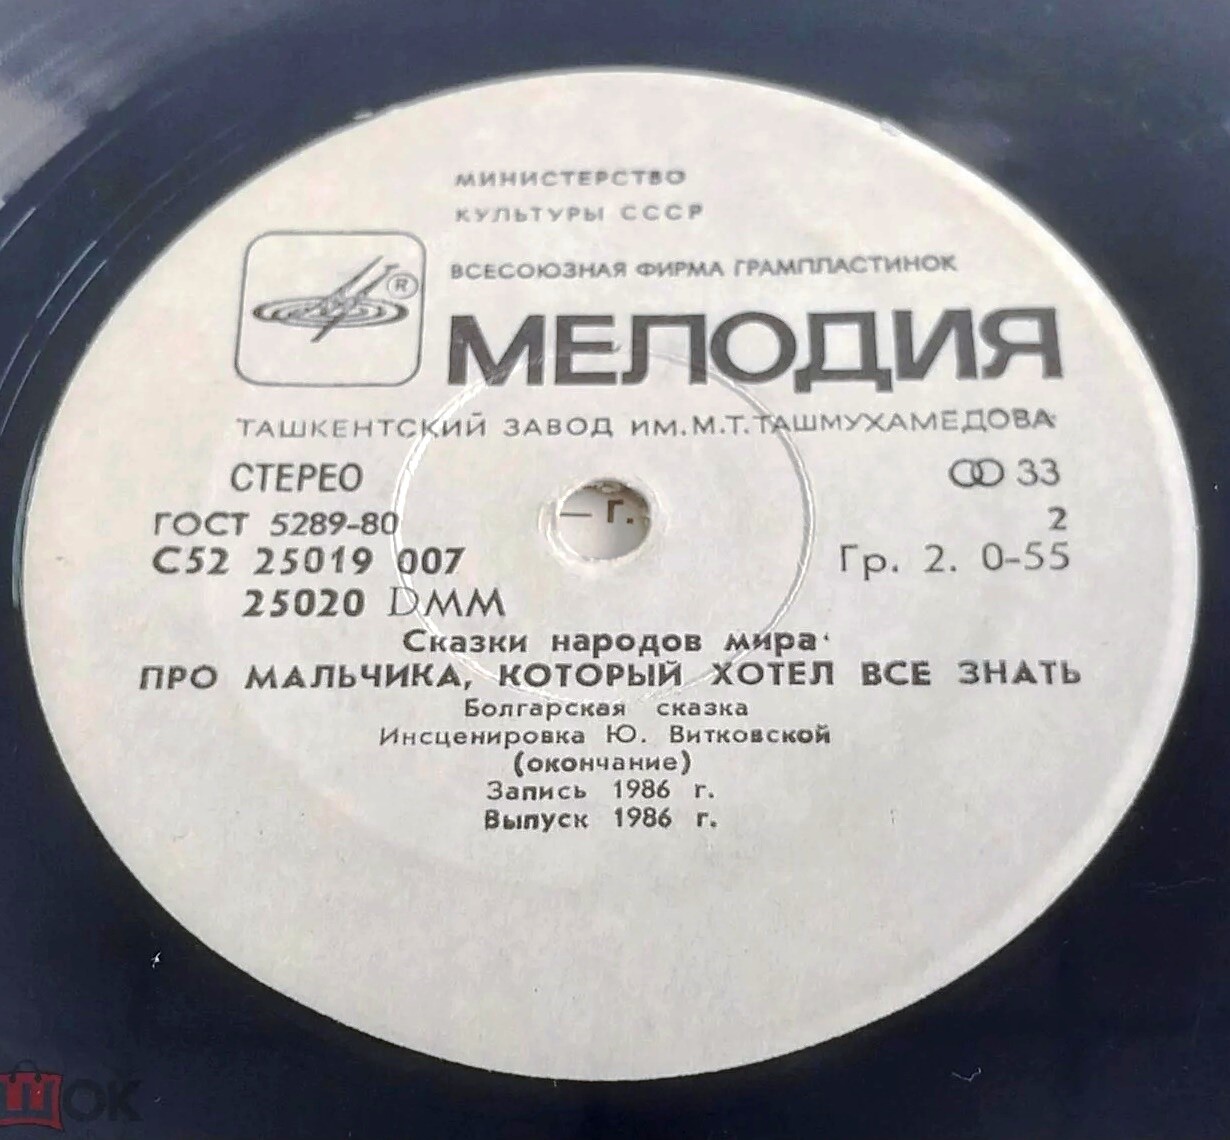 МИНИСТЕРСТВО
КУЛЬТУРЫ СССР
ВСЕСОЮЗНАЯ ФИРМА ГРАМПЛАСТИНОК
®
МЕЛОДИЯ
ТАШКЕНТСКИЙ ЗАВОД ИМ.М.Т.ТАШМУХАМЕДОВА
СТЕРЕО 33
– г.
ГОСТ 5289-80 2
С52 25019 007 Гр. 2. 0-55
25020 DMM
Сказки народов мира
ПРО МАЛЬЧИКА, КОТОРЫЙ ХОТЕЛ ВСЕ ЗНАТЬ
Болгарская сказка
Инсценировка Ю. Витковской
(окончание)
Запись 1986 г.
Выпуск 1986 г.
ШОК